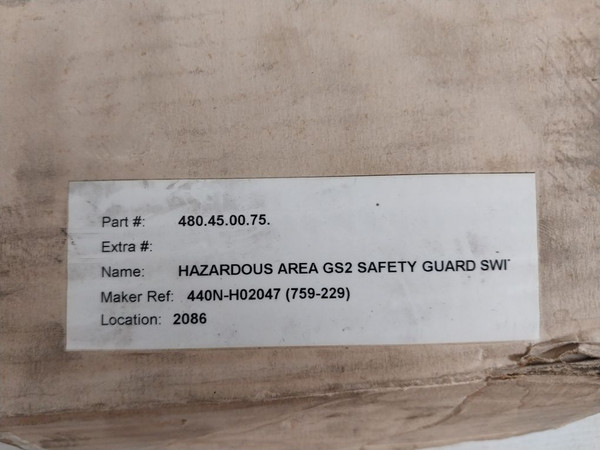 Part #: 480.45.00.75.
Extra #:
Name: HAZARDOUS AREA GS2 SAFETY GUARD SWI
Maker Ref: 440N-H02047 (759-229)
Location: 2086